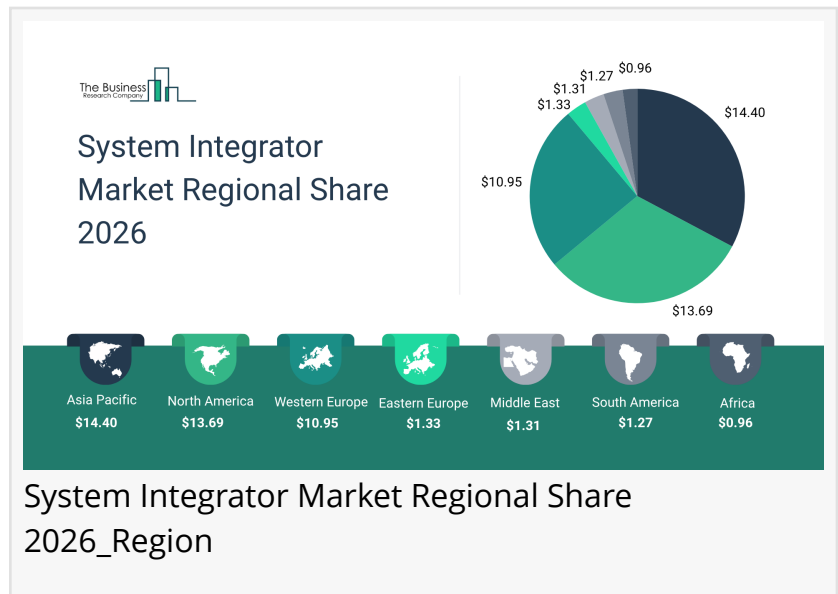 The Business
Research Company
System Integrator
Market Regional Share
2026
$0.96
$1.27
$1.31
$1.33
$14.40
$10.95
$13.69
Asia Pacific
$14.40
North America
$13.69
Western Europe
$10.95
Eastern Europe
$1.33
Middle East
$1.31
South America
$1.27
Africa
$0.96
System Integrator Market Regional Share
2026_Region